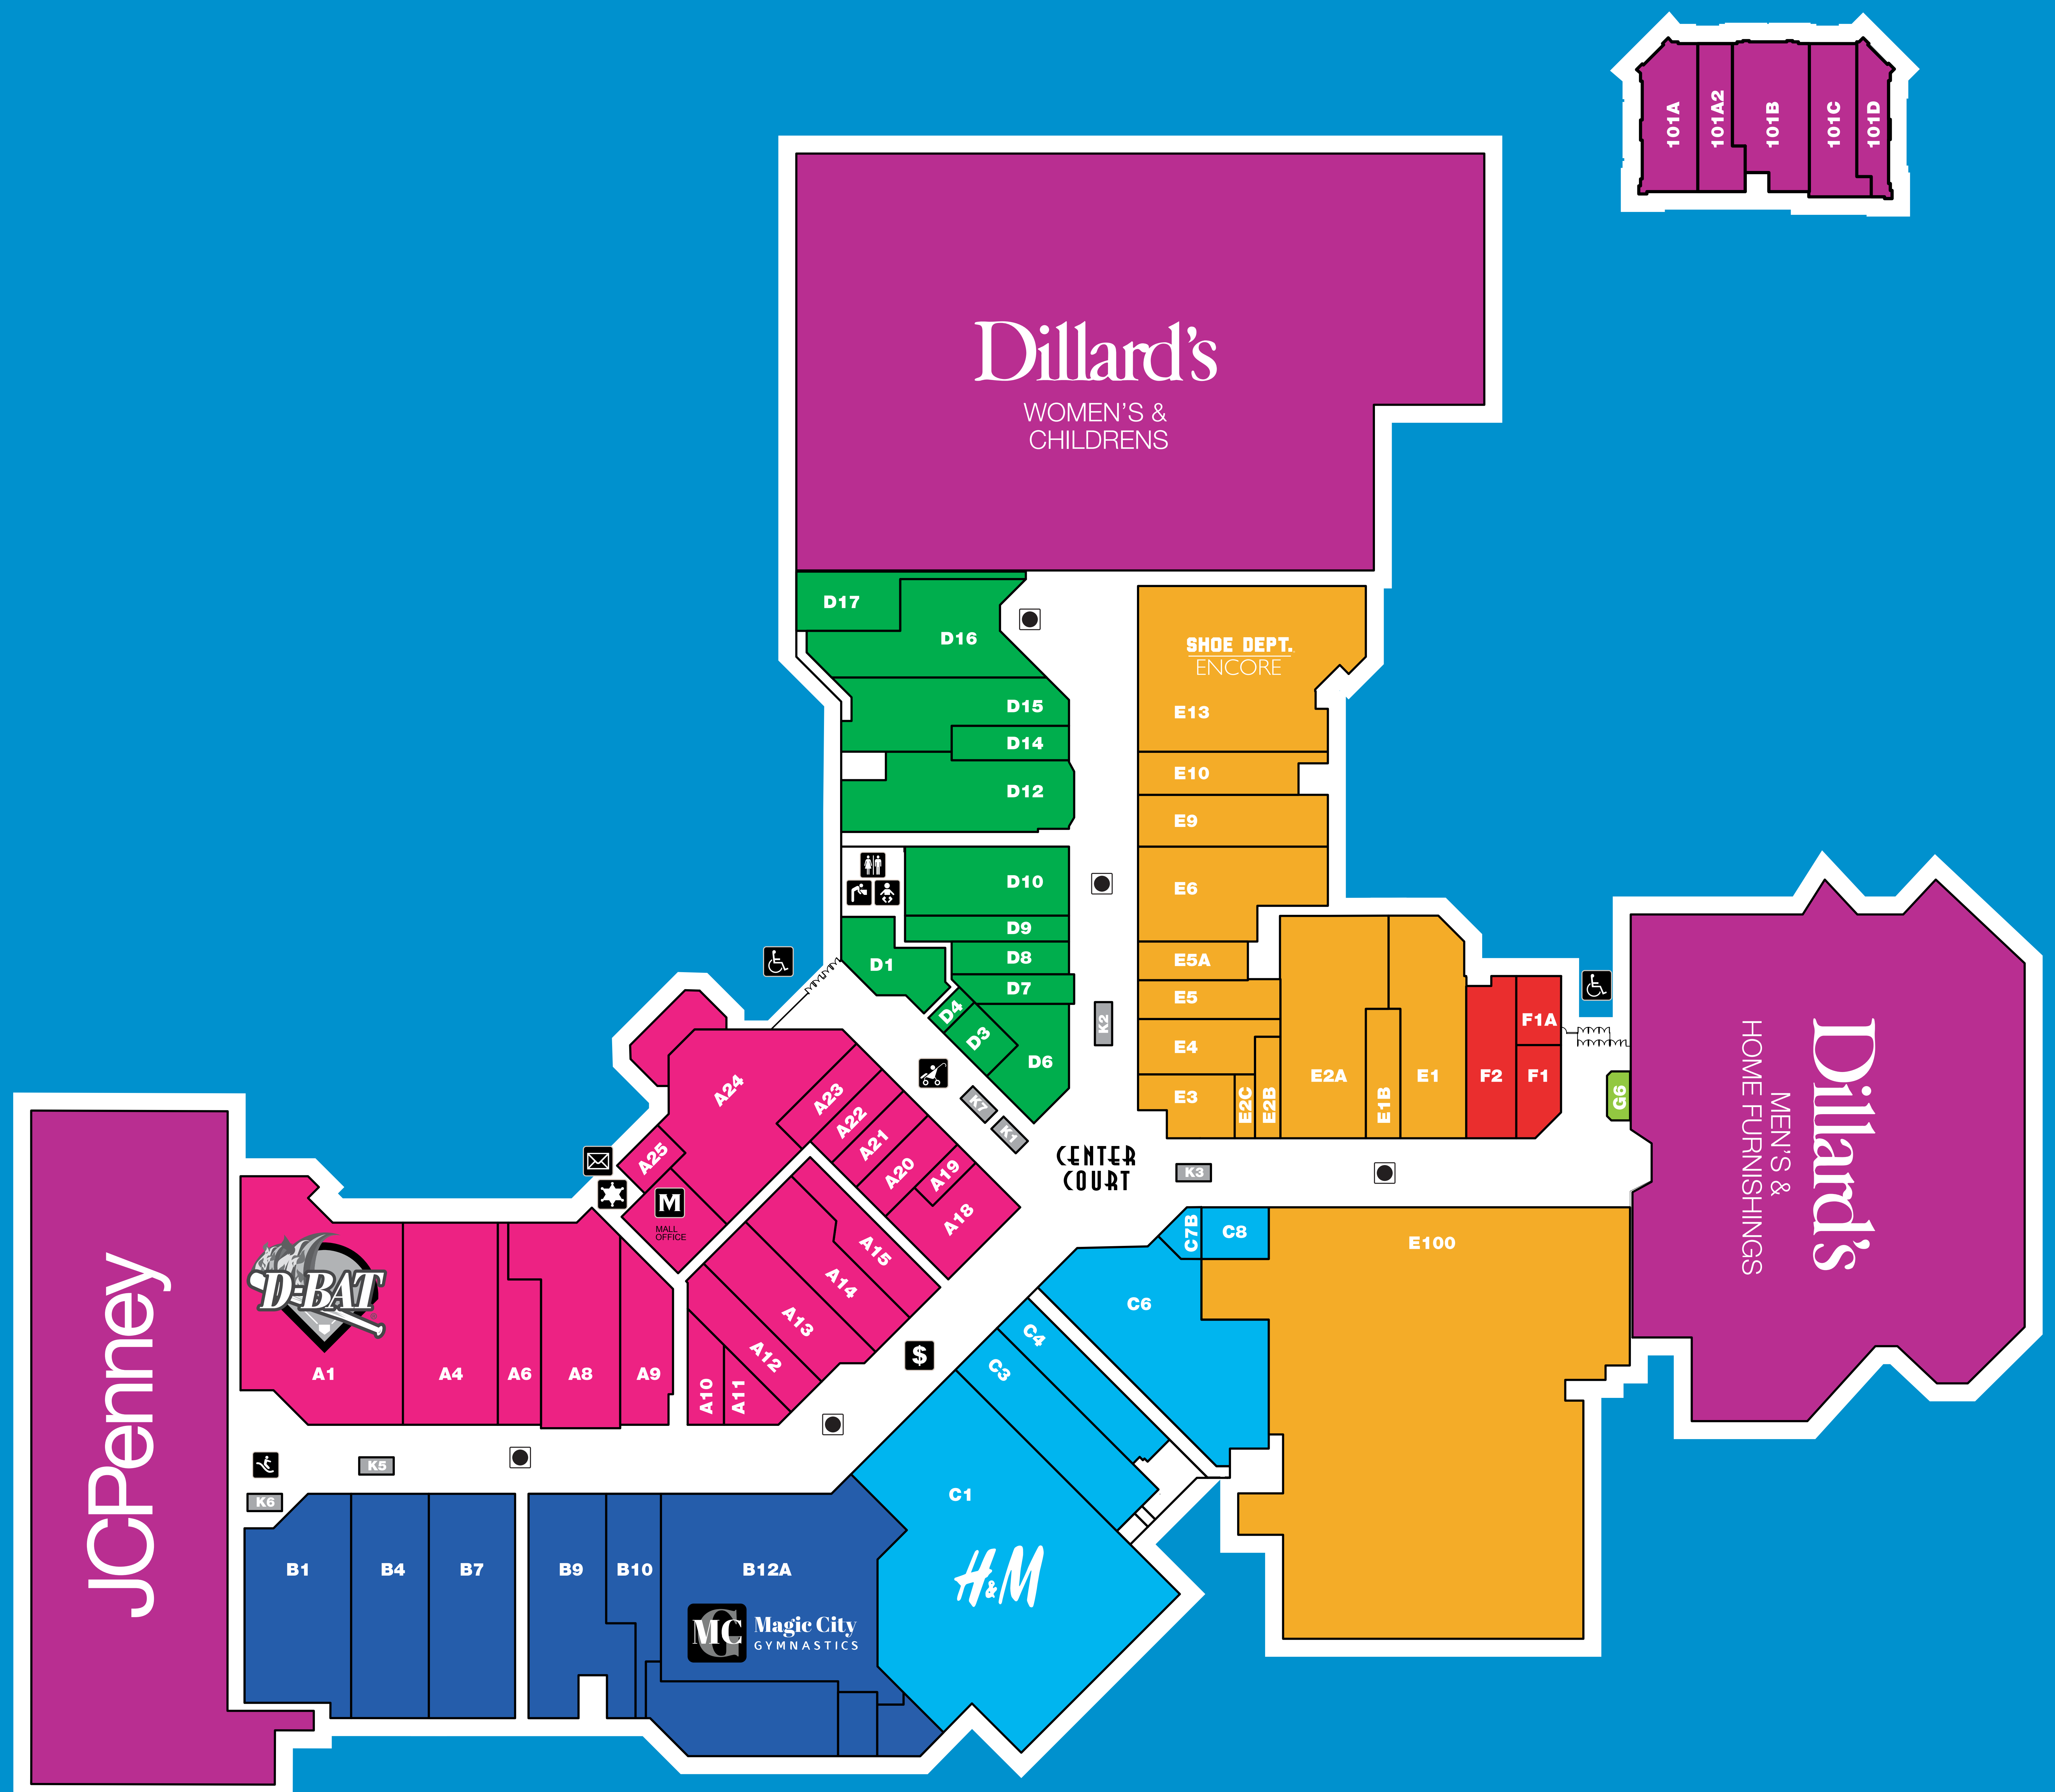 101A
101A2
101B
101C
101D
Dillard's
WOMEN'S &
CHILDRENS
D17
D16
D15
D14
D12
D10
D9
D8
D7
D1
D4
D3
D6
SHOE DEPT.
ENCORE
E13
E10
E9
E6
E5A
E5
E4
E3
E2C
E2B
E2A
E1B
E1
F2
F1A
F1
G6
Dillard's
MEN'S &
HOME FURNISHINGS
K2
K7
K1
K3
CENTER
COURT
A24
A23
A22
A21
A20
A19
A18
A25
M
MALL
OFFICE
A15
A14
A13
A12
A11
A10
D-BAT
A1
A4
A6
A8
A9
JCPenney
$
K5
K6
C7B
C8
E100
C6
C4
C3
C1
H&M
B1
B4
B7
B9
B10
B12A
MCG
Magic City
GYMNASTICS